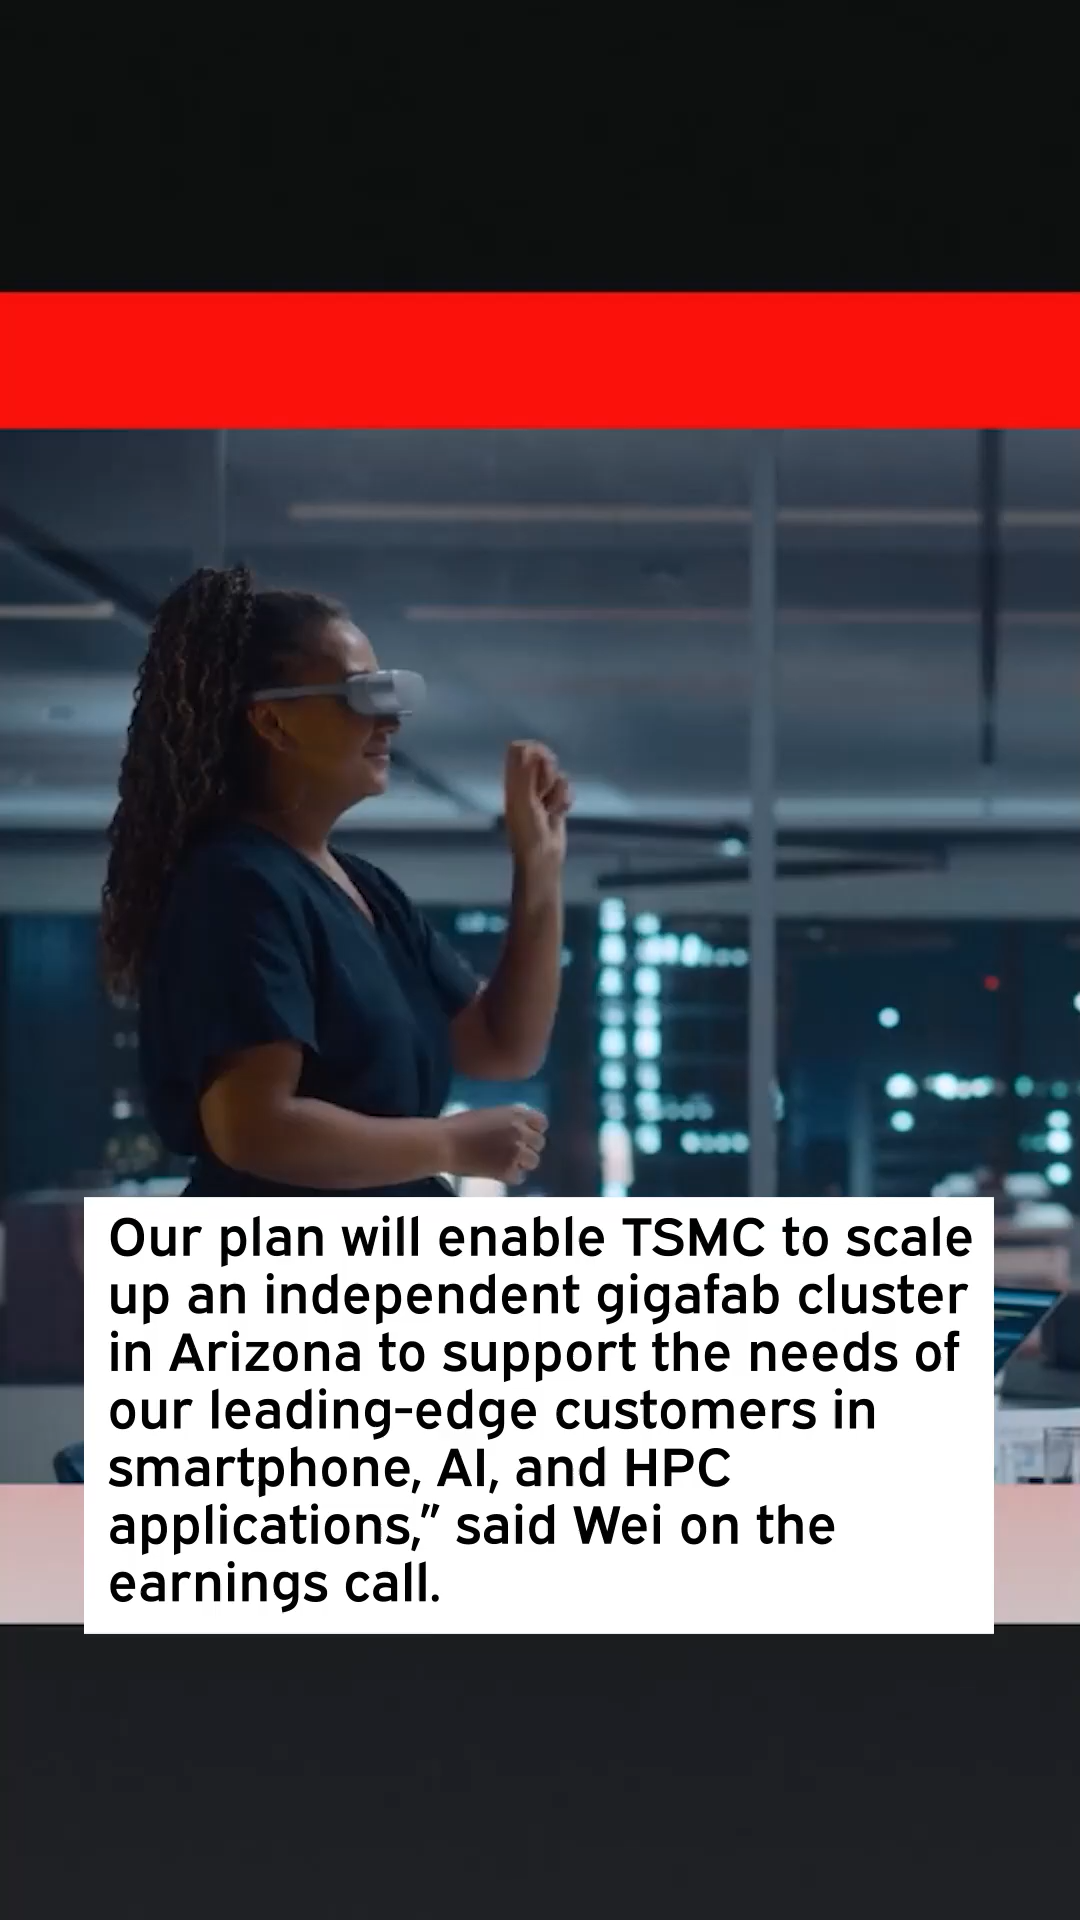 Our plan will enable TSMC to scale
up an independent gigafab cluster
in Arizona to support the needs of
our leading-edge customers in
smartphone, AI, and HPC
applications,” said Wei on the
earnings call.